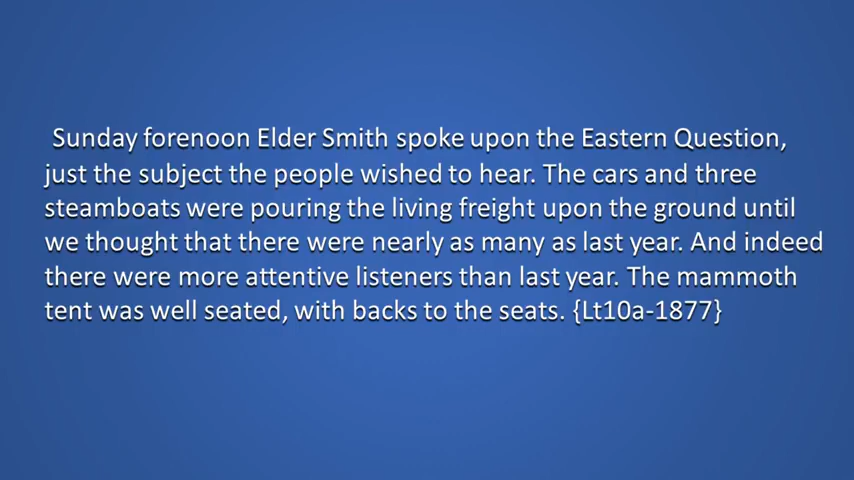 Sunday forenoon Elder Smith spoke upon the Eastern Question,
just the subject the people wished to hear. The cars and three
steamboats were pouring the living freight upon the ground until
we thought that there were nearly as many as last year. And indeed
there were more attentive listeners than last year. The mammoth
tent was well seated, with backs to the seats. {Lt10a-1877}